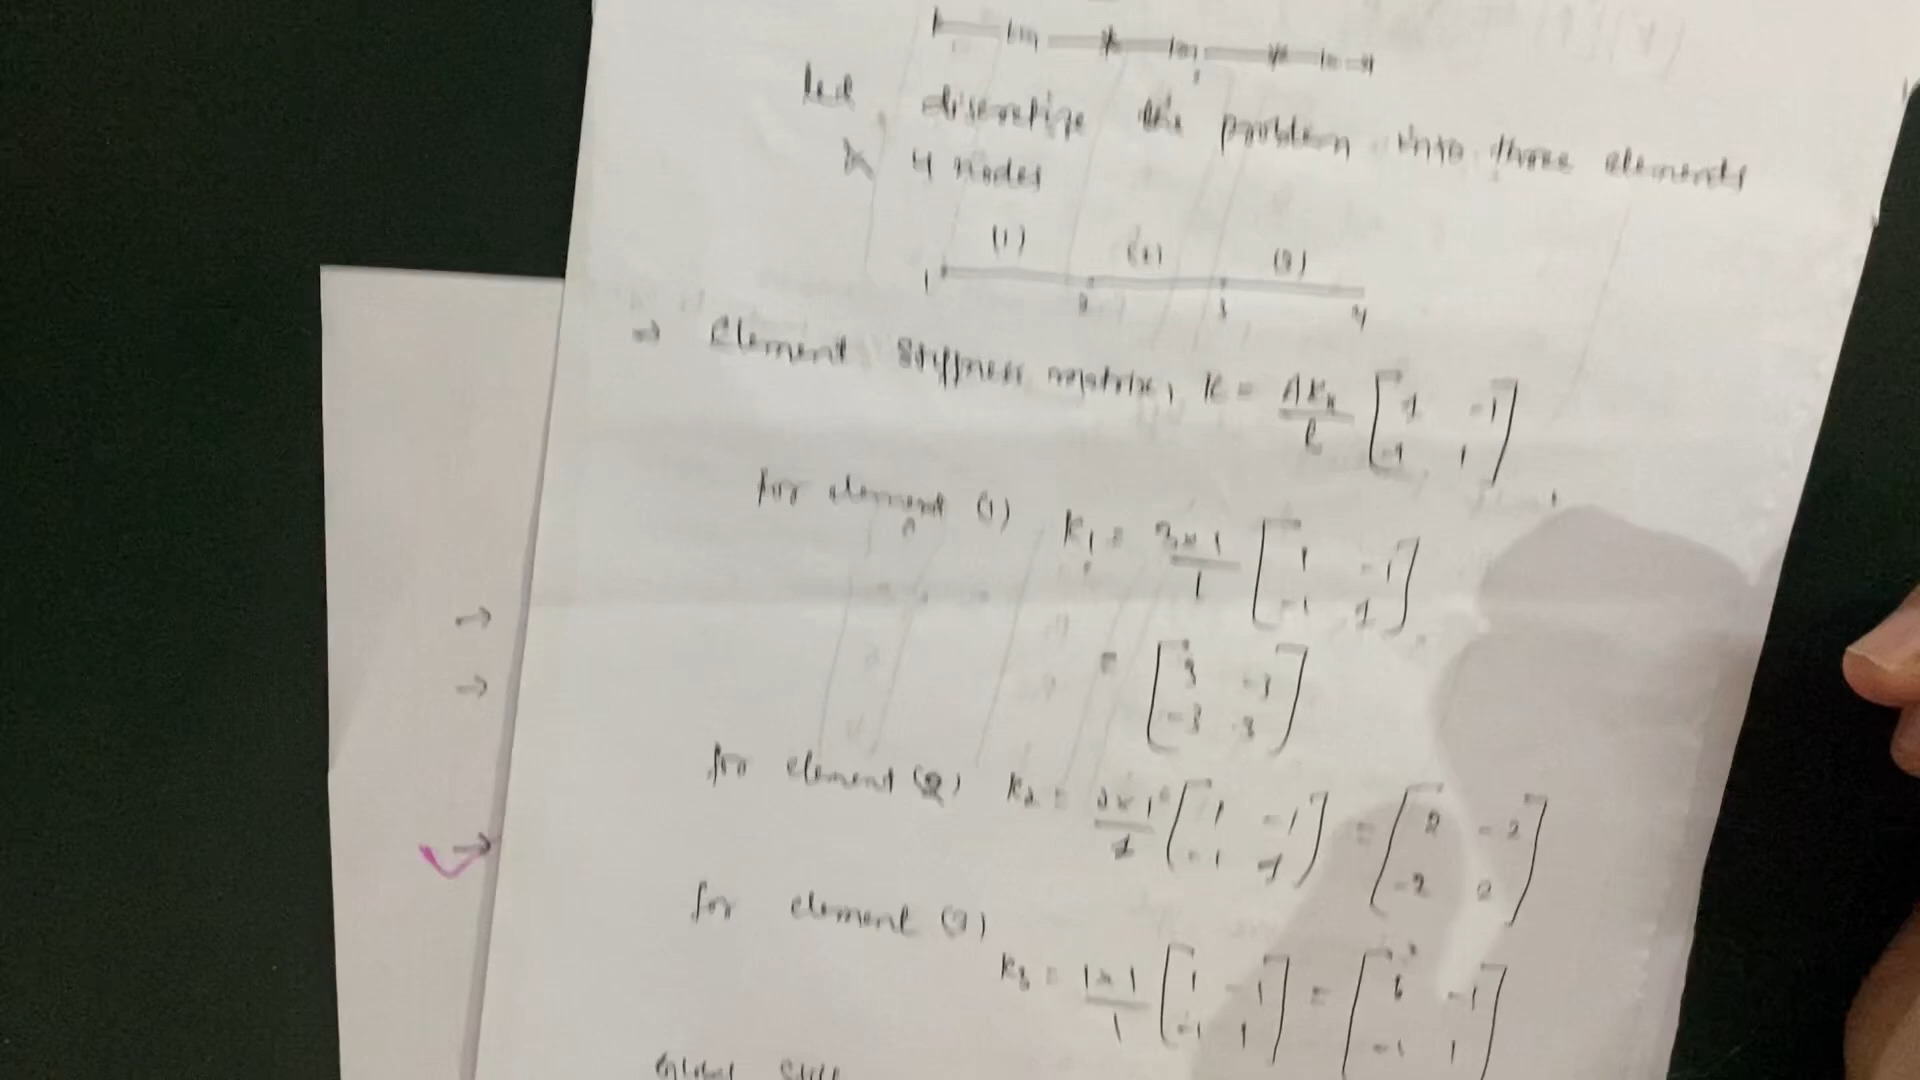 Let, discretize the problem into three elements
& 4 nodes
(1) (2) (3)
1 2 3 4
→ Element Stiffness matrix, K = AKx/l [1 -1; -1 1]
for element (1) K1 = 3×1/1 [1 -1; -1 1]
= [3 -3; -3 3]
for element (2) K2 = 2×1/1 [1 -1; -1 1] = [2 -2; -2 2]
for element (3)
K3 = 1×1/1 [1 -1; -1 1] = [1 -1; -1 1]
Global Stiff